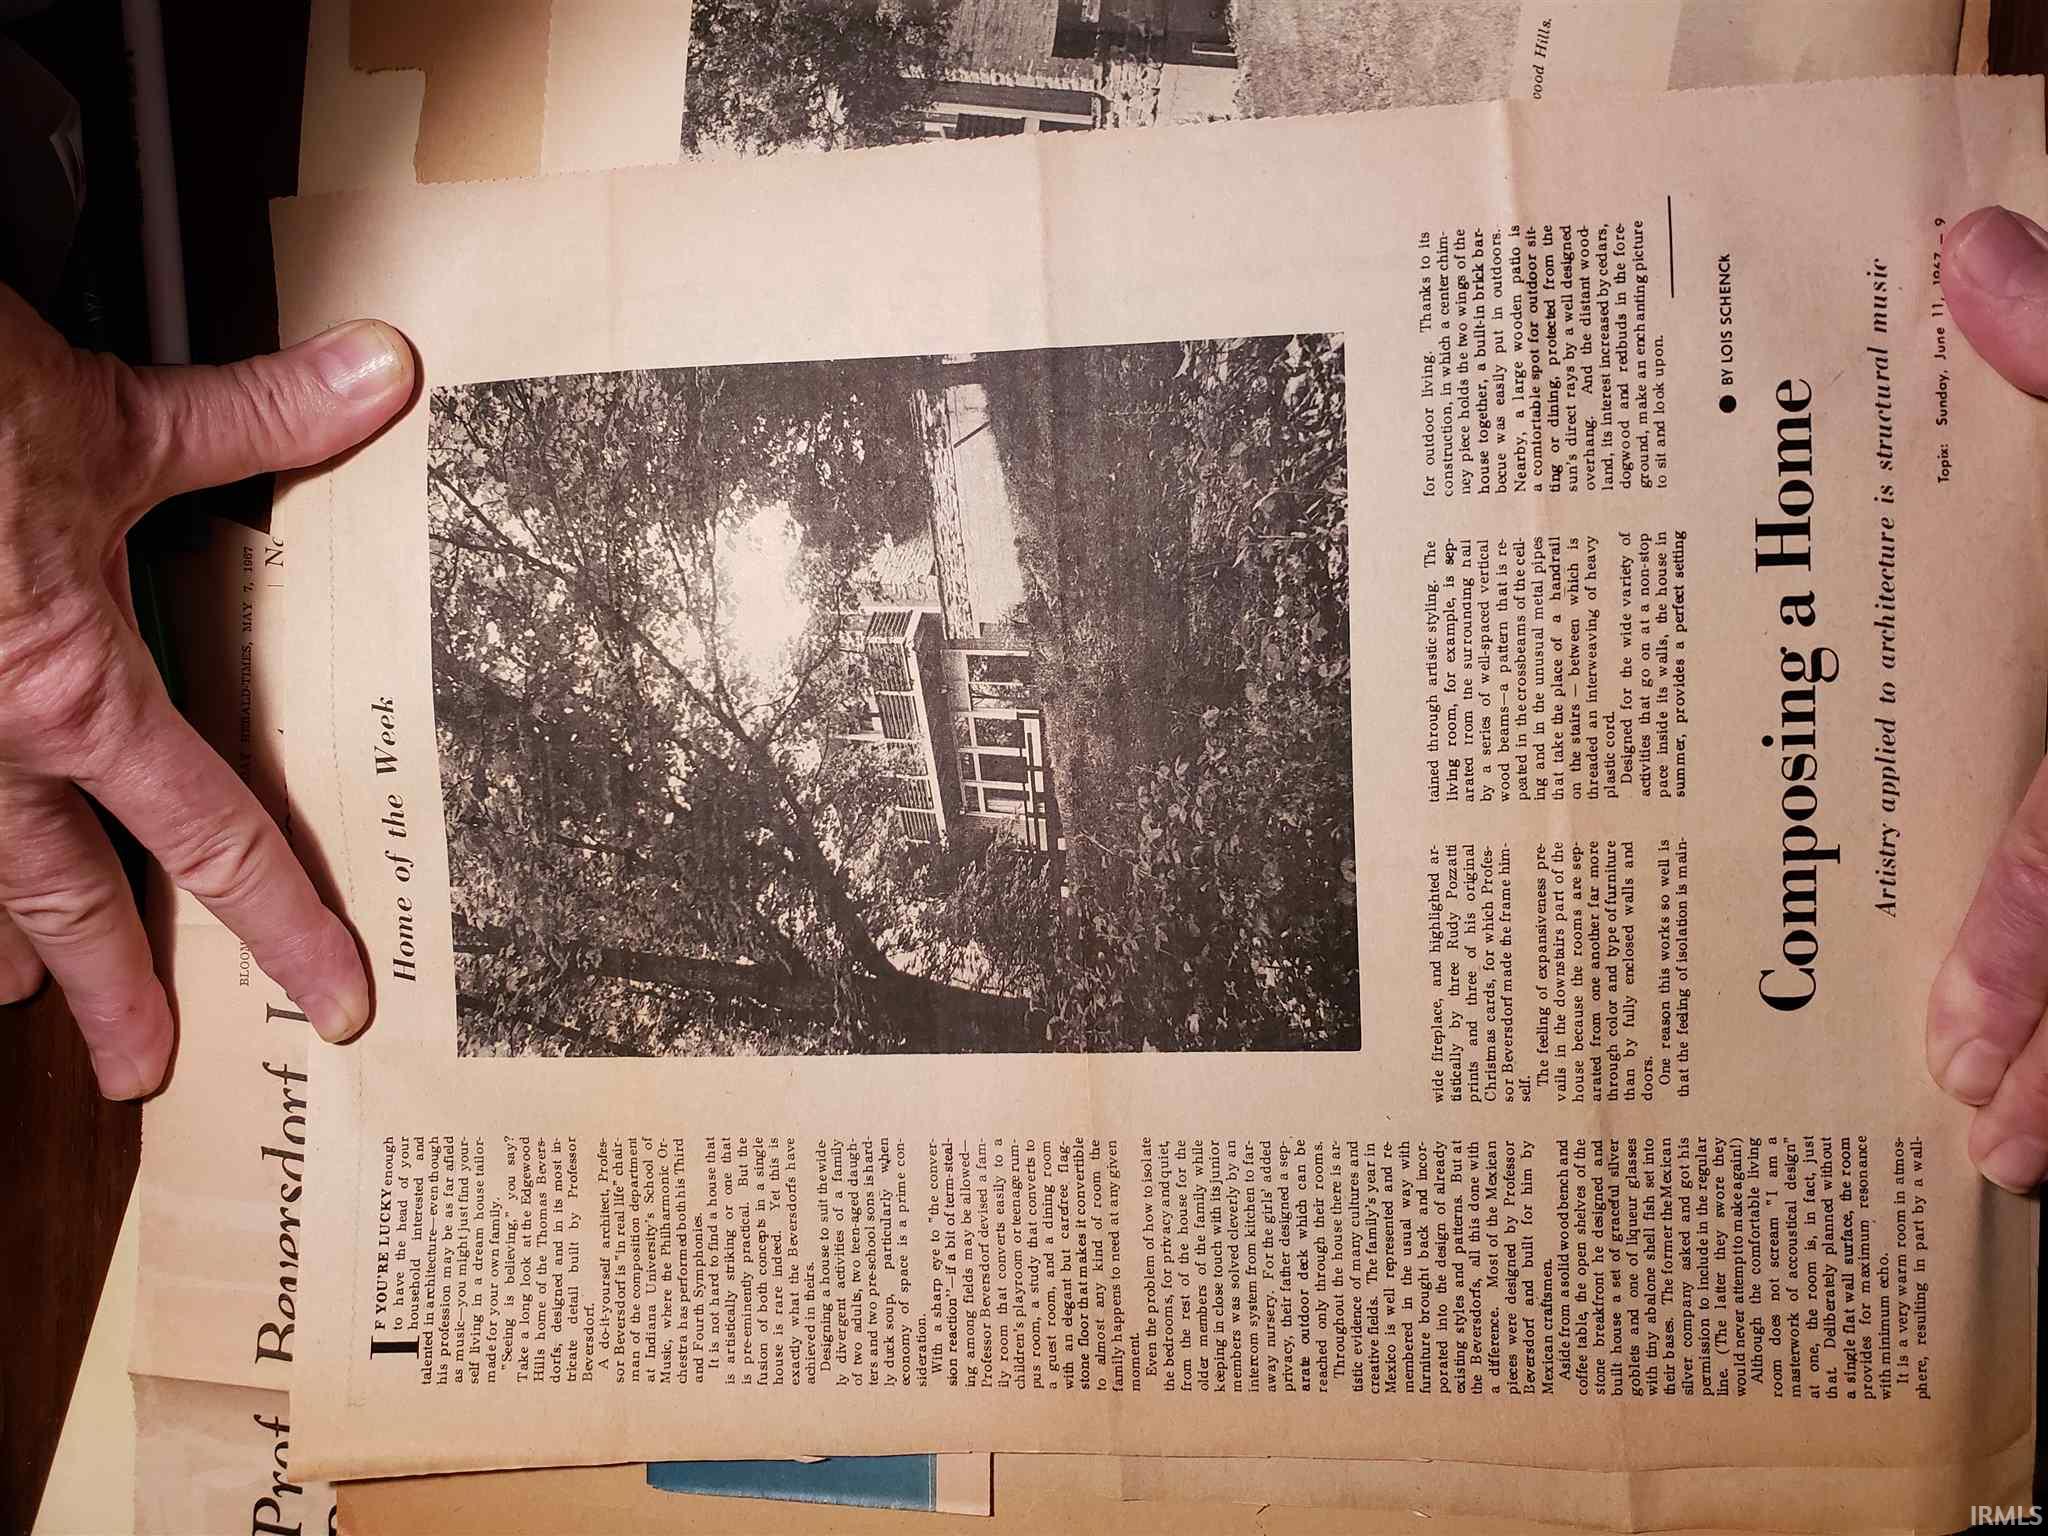 Home of the Week
IF YOU'RE LUCKY enough
to have the head of your
household interested and
talented in architecture—even though
his profession may be as far afield
as music—you might just find your-
self living in a dream house tailor-
made for your own family.
"Seeing is believing," you say?
Take a long look at the Edgewood
Hills home of the Thomas Bevers-
dorfs, designed and in its most in-
tricate detail built by Professor
Beversdorf.
A do-it-yourself architect, Profes-
sor Beversdorf is "in real life" chair-
man of the composition department
at Indiana University's School of
Music, where the Philharmonic Or-
chestra has performed both his Third
and Fourth Symphonies.
It is not hard to find a house that
is artistically striking or one that
is pre-eminently practical. But the
fusion of both concepts in a single
house is rare indeed. Yet this is
exactly what the Beversdorfs have
achieved in theirs.
Designing a house to suit the wide-
ly divergent activities of a family
of two adults, two teen-aged daugh-
ters and two pre-school sons is hard-
ly duck soup, particularly when
economy of space is a prime con-
sideration.
With a sharp eye to "the conver-
sion reaction"—if a bit of term-steal-
ing among fields may be allowed—
Professor Beversdorf devised a fam-
ily room that converts easily to a
children's playroom or teenage rum-
pus room, a study that converts to
a guest room, and a dining room
with an elegant but carefree flag-
stone floor that makes it convertible
to almost any kind of room the
family happens to need at any given
moment.
Even the problem of how to isolate
the bedrooms, for privacy and quiet,
from the rest of the house for the
older members of the family while
keeping in close touch with its junior
members was solved cleverly by an
intercom system from kitchen to far-
away nursery. For the girls' added
privacy, their father designed a sep-
arate outdoor deck which can be
reached only through their rooms.
Throughout the house there is ar-
tistic evidence of many cultures and
creative fields. The family's year in
Mexico is well represented and re-
membered in the usual way with
furniture brought back and incor-
porated into the design of already
existing styles and patterns. But at
the Beversdorfs, all this done with
a difference. Most of the Mexican
pieces were designed by Professor
Beversdorf and built for him by
Mexican craftsmen.
Aside from a solid wood bench and
coffee table, the open shelves of the
stone breakfront he designed and
built house a set of graceful silver
goblets and one of liqueur glasses
with tiny abalone shell fish set into
their bases. The former the Mexican
silver company asked and got his
permission to include in the regular
line. (The latter they swore they
would never attempt to make again!)
Although the comfortable living
room does not scream "I am a
masterwork of accoustical design"
at one, the room is, in fact, just
that. Deliberately planned without
a single flat wall surface, the room
provides for maximum resonance
with minimum echo.
It is a very warm room in atmos-
phere, resulting in part by a wall-
wide fireplace, and highlighted ar-
tistically by three Rudy Pozzatti
prints and three of his original
Christmas cards, for which Profes-
sor Beversdorf made the frame him-
self.
The feeling of expansiveness pre-
vails in the downstairs part of the
house because the rooms are sep-
arated from one another far more
through color and type of furniture
than by fully enclosed walls and
doors.
One reason this works so well is
that the feeling of isolation is main-
tained through artistic styling. The
living room, for example, is sep-
arated from the surrounding hall
by a series of well-spaced vertical
wood beams—a pattern that is re-
peated in the crossbeams of the ceil-
ing and in the unusual metal pipes
that take the place of a handrail
on the stairs — between which is
threaded an interweaving of heavy
plastic cord.
Designed for the wide variety of
activities that go on at a non-stop
pace inside its walls, the house in
summer, provides a perfect setting
for outdoor living. Thanks to its
construction, in which a center chim-
ney piece holds the two wings of the
house together, a built-in brick bar-
becue was easily put in outdoors.
Nearby, a large wooden patio is
a comfortable spot for outdoor sit-
ting or dining, protected from the
sun's direct rays by a well designed
overhang. And the distant wood-
land, its interest increased by cedars,
dogwood and redbuds in the fore-
ground, make an enchanting picture
to sit and look upon.
● BY LOIS SCHENCK
Composing a Home
Artistry applied to architecture is structural music
Topix: Sunday, June 11, 1967 – 9
HERALD-TIMES, MAY 7, 1967
Prof Beversdorf
ood Hills.
IRMLS